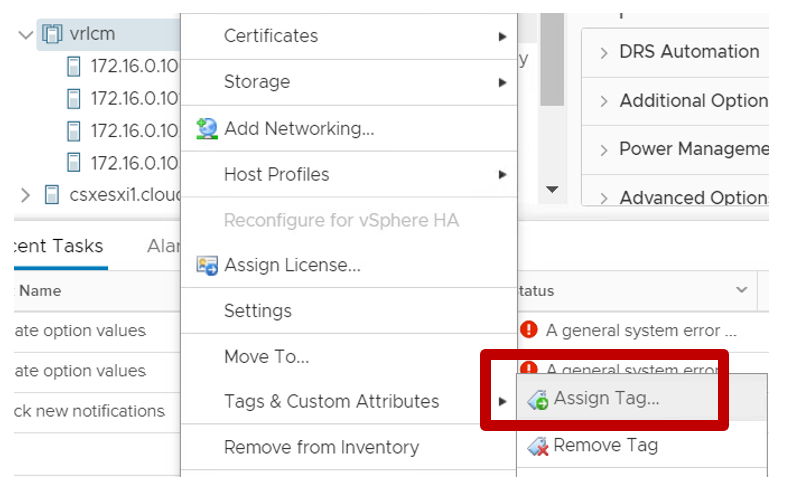 vrlcm
172.16.0.10
172.16.0.10
172.16.0.10
172.16.0.10
csxesxi1.cloud
Certificates
Storage
Add Networking...
Host Profiles
Reconfigure for vSphere HA
Assign License...
Settings
Move To...
Tags & Custom Attributes
Remove from Inventory
Assign Tag...
Remove Tag
y
DRS Automation
Additional Option
Power Manageme
Advanced Options
cent Tasks
Alar
Name
tatus
ate option values
A general system error ...
ate option values
A general system error
ck new notifications